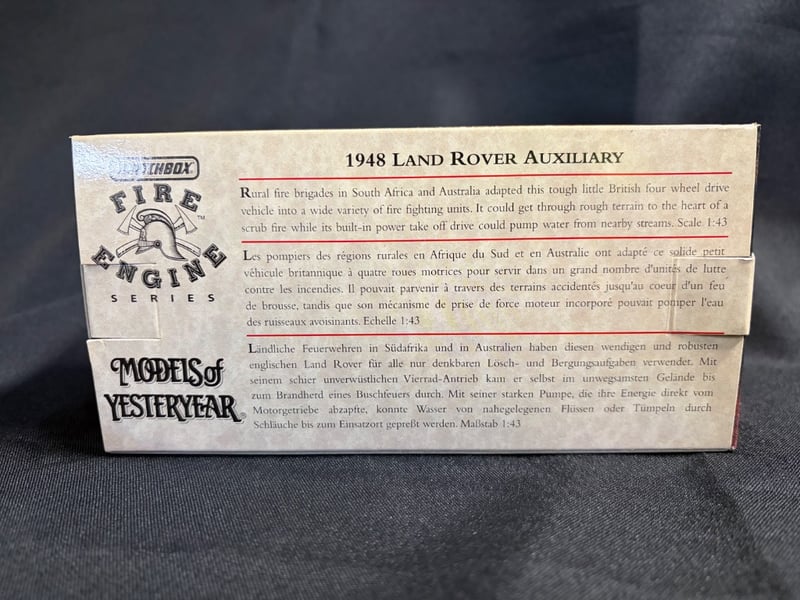 MATCHBOX
FIRE
ENGINE
SERIES
TM
MODELS of
YESTERYEAR®
1948 LAND ROVER AUXILIARY
Rural fire brigades in South Africa and Australia adapted this tough little British four wheel drive
vehicle into a wide variety of fire fighting units. It could get through rough terrain to the heart of a
scrub fire while its built-in power take off drive could pump water from nearby streams. Scale 1:43
Les pompiers des régions rurales en Afrique du Sud et en Australie ont adapté ce solide petit
véhicule britannique à quatre roues motrices pour servir dans un grand nombre d'unités de lutte
contre les incendies. Il pouvait parvenir à travers des terrains accidentés jusqu'au coeur d'un feu
de brousse, tandis que son mécanisme de prise de force moteur incorporé pouvait pomper l'eau
des ruisseaux avoisinants. Echelle 1:43
Ländliche Feuerwehren in Südafrika und in Australien haben diesen wendigen und robusten
englischen Land Rover für alle nur denkbaren Lösch- und Bergungsaufgaben verwendet. Mit
seinem schier unverwüstlichen Vierrad-Antrieb kam er selbst im unwegsamsten Gelände bis
zum Brandherd eines Buschfeuers durch. Mit seiner starken Pumpe, die ihre Energie direkt vom
Motorgetriebe abzapfte, konnte Wasser von nahegelegenen Flüssen oder Tümpeln durch
Schläuche bis zum Einsatzort gepreßt werden. Maßstab 1:43